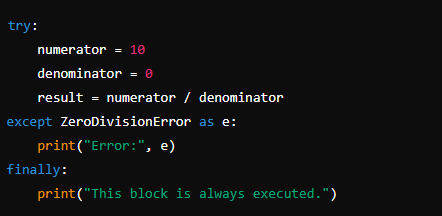 try:
    numerator = 10
    denominator = 0
    result = numerator / denominator
except ZeroDivisionError as e:
    print("Error:", e)
finally:
    print("This block is always executed.")